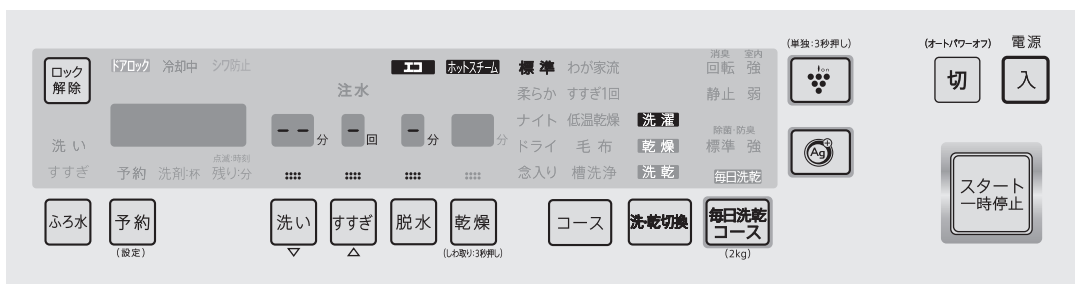 (単独:3秒押し)
(オートパワーオフ) 電源
ロック
解除
ドアロック 冷却中 シワ防止
注水
エコ ホットスチーム
標準 わが家流
消臭 室内
回転 強
ion
切 入
柔らか すすぎ1回
静止 弱
分 回 分 分
ナイト 低温乾燥 洗濯
除菌・防臭
洗い
ドライ 毛布 乾燥 標準 強
Ag+
点滅:時刻
すすぎ 予約 洗剤:杯 残り:分
念入り 槽洗浄 洗乾 毎日洗乾
スタート
一時停止
ふろ水 予約 洗い すすぎ 脱水 乾燥 コース 洗・乾切換 毎日洗乾
コース
(設定) ▽ △ (しわ取り:3秒押し) (2kg)